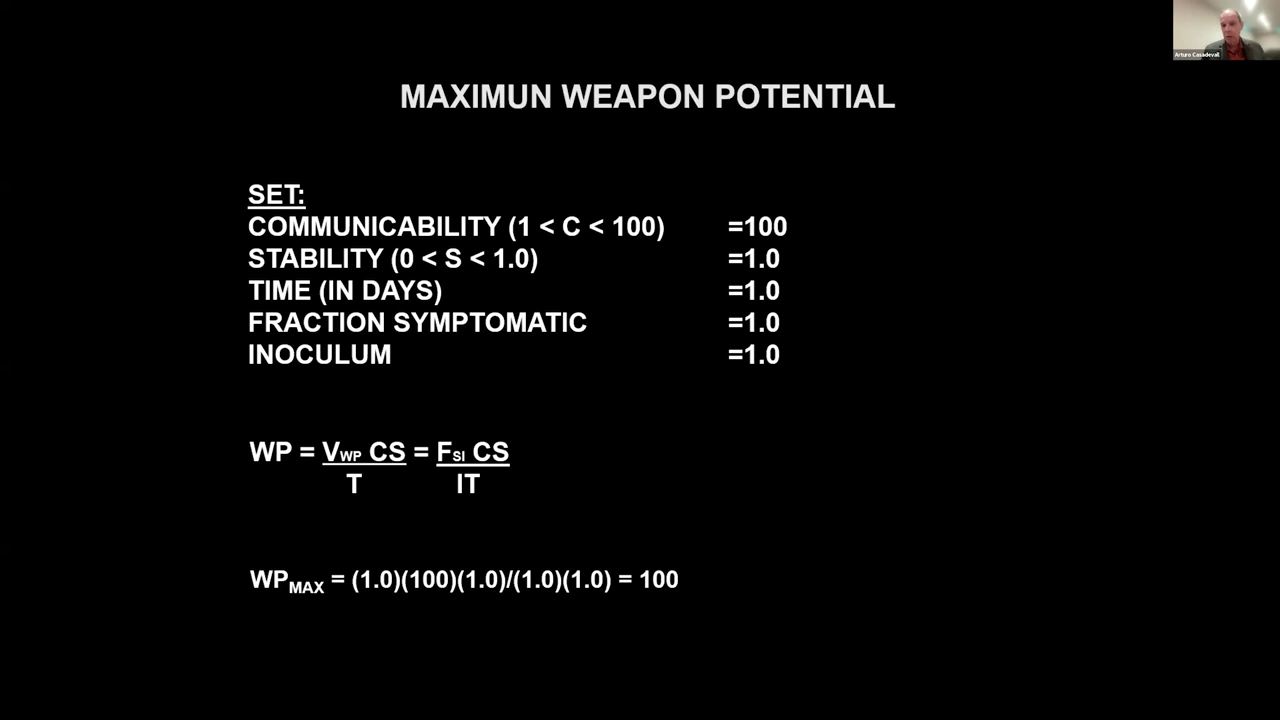 Arturo Casadevall
MAXIMUN WEAPON POTENTIAL
SET:
COMMUNICABILITY (1 < C < 100) =100
STABILITY (0 < S < 1.0) =1.0
TIME (IN DAYS) =1.0
FRACTION SYMPTOMATIC =1.0
INOCULUM =1.0
WP = VWP CS = FSI CS
T IT
WPMAX = (1.0)(100)(1.0)/(1.0)(1.0) = 100